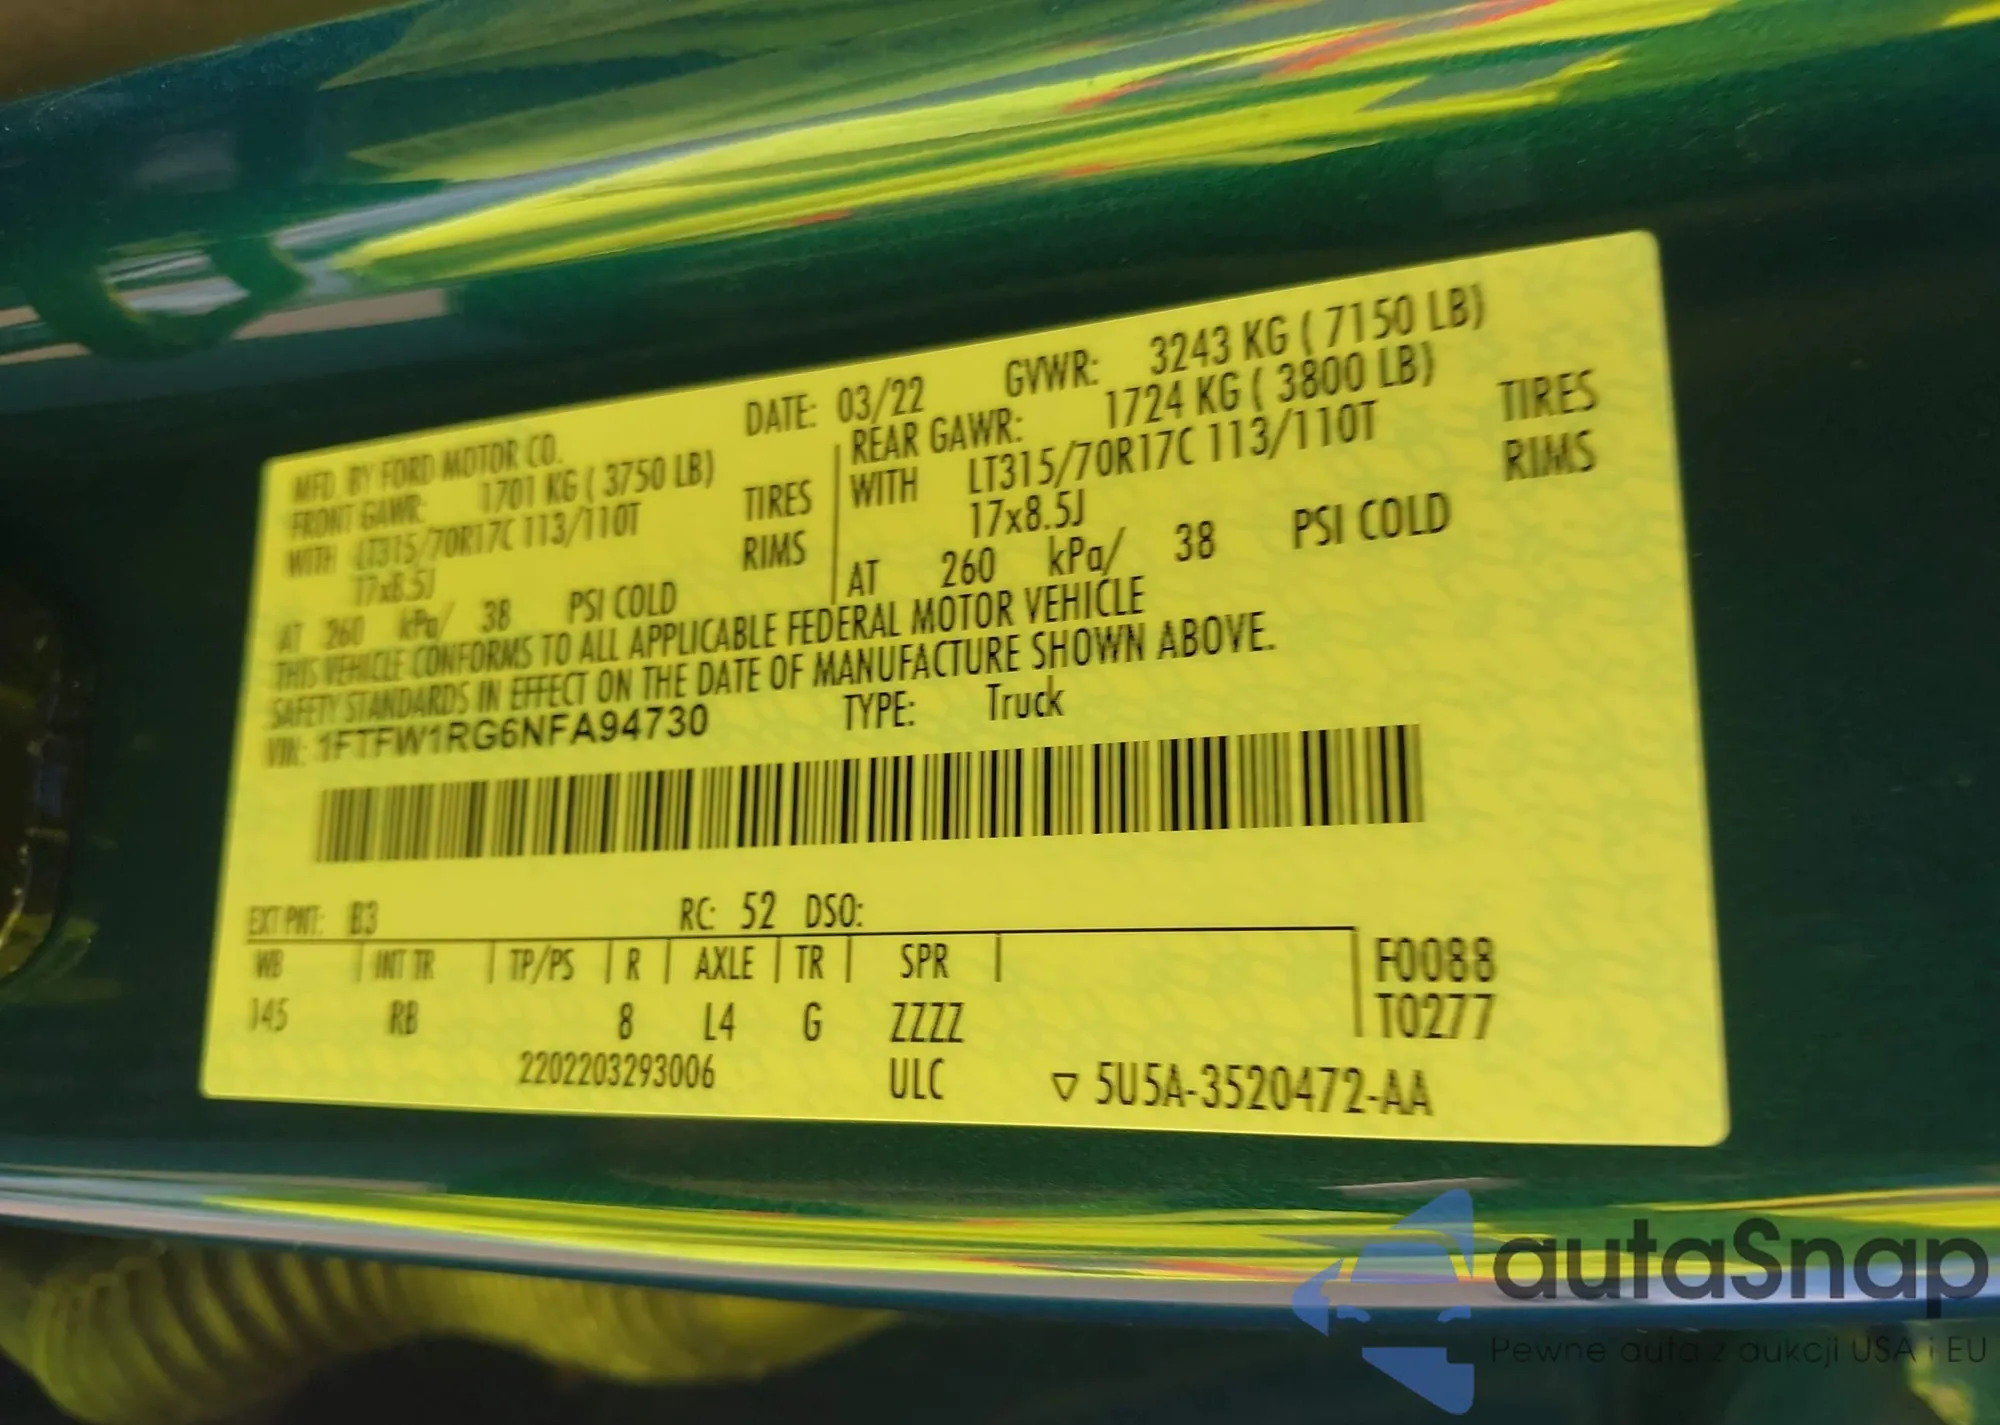 MFD. BY FORD MOTOR CO. DATE: 03/22 GVWR: 3243 KG ( 7150 LB)
FRONT GAWR: 1701 KG ( 3750 LB) REAR GAWR: 1724 KG ( 3800 LB)
WITH LT315/70R17C 113/110T TIRES WITH LT315/70R17C 113/110T TIRES
17x8.5J RIMS 17x8.5J RIMS
AT 260 kPa/ 38 PSI COLD AT 260 kPa/ 38 PSI COLD
THIS VEHICLE CONFORMS TO ALL APPLICABLE FEDERAL MOTOR VEHICLE
SAFETY STANDARDS IN EFFECT ON THE DATE OF MANUFACTURE SHOWN ABOVE.
VIN: 1FTFW1RG6NFA94730 TYPE: Truck
EXT PNT: B3 RC: 52 DSO:
WB | INT TR | TP/PS | R | AXLE | TR | SPR | F0088
145 RB 8 L4 G ZZZZ T0277
2202203293006 ULC ▽ 5U5A-3520472-AA
autaSnap
Pewne auta z aukcji USA i EU